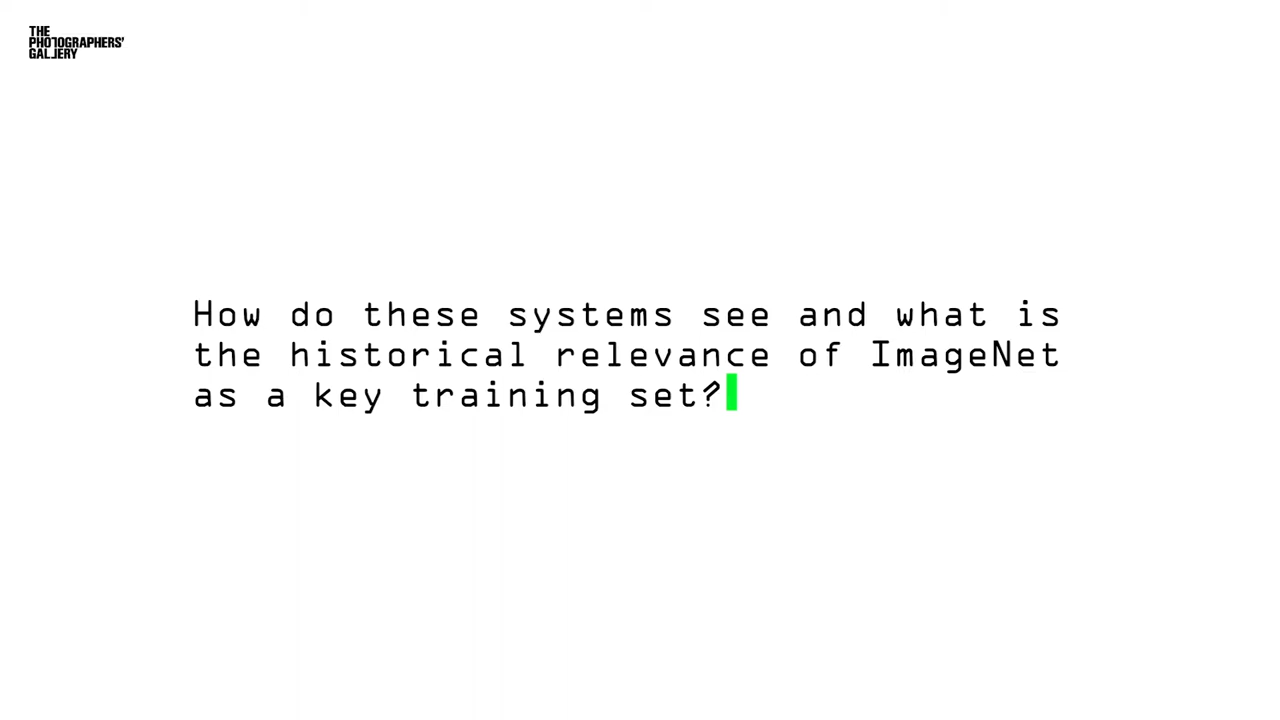 THE
PHOTOGRAPHERS'
GALLERY
How do these systems see and what is
the historical relevance of ImageNet
as a key training set?